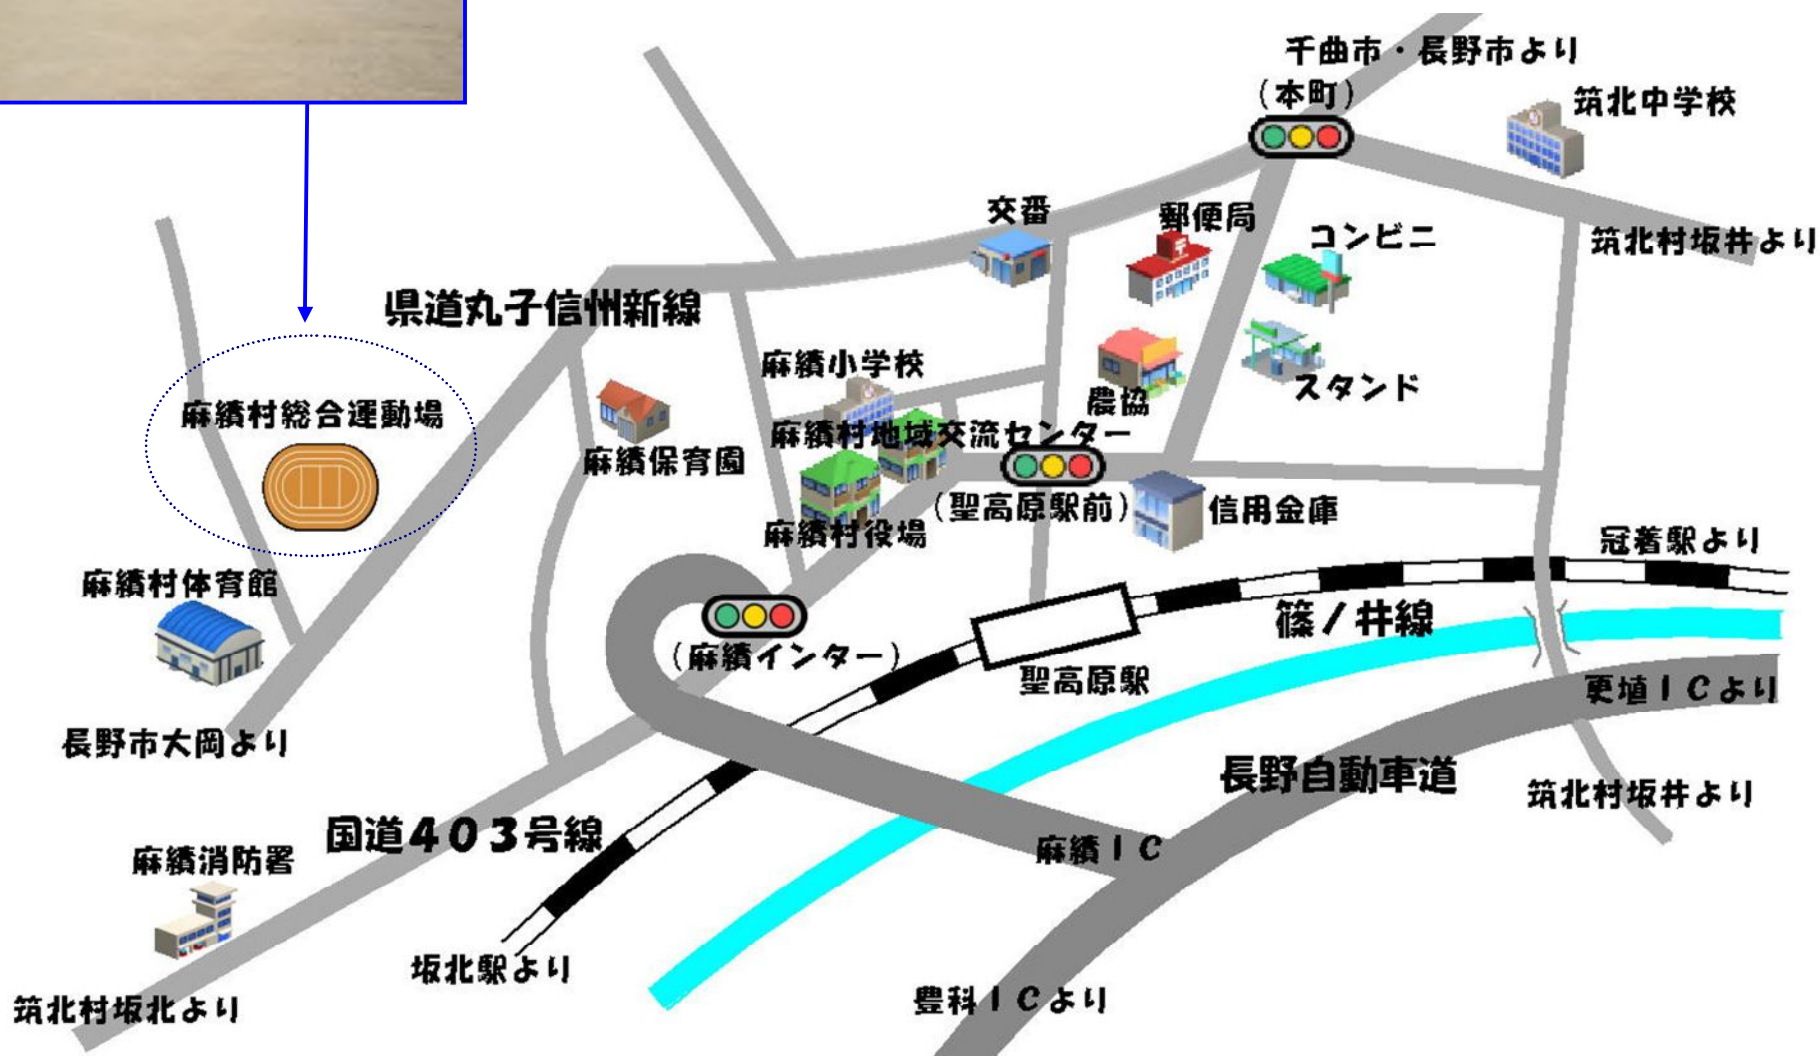 千曲市・長野市より
（本町）
筑北中学校
交番
郵便局
コンビニ
筑北村坂井より
県道丸子信州新線
麻績小学校
農協
スタンド
麻績村総合運動場
麻績保育園
麻績村地域交流センター
（聖高原駅前）
信用金庫
麻績村役場
冠着駅より
麻績村体育館
篠ノ井線
（麻績インター）
聖高原駅
更埴ＩＣより
長野市大岡より
長野自動車道
筑北村坂井より
国道４０３号線
麻績ＩＣ
麻績消防署
坂北駅より
豊科ＩＣより
筑北村坂北より